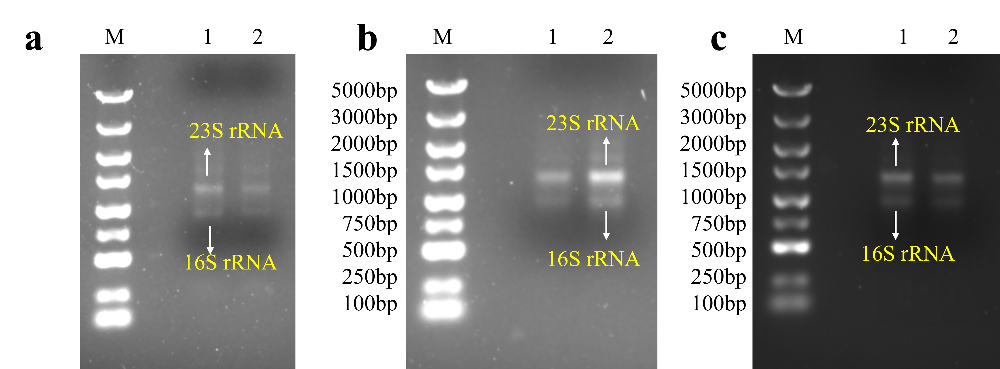 a
M 1 2
23S rRNA
16S rRNA
b
M 1 2
5000bp
3000bp
2000bp
1500bp
1000bp
750bp
500bp
250bp
100bp
23S rRNA
16S rRNA
c
M 1 2
5000bp
3000bp
2000bp
1500bp
1000bp
750bp
500bp
250bp
100bp
23S rRNA
16S rRNA